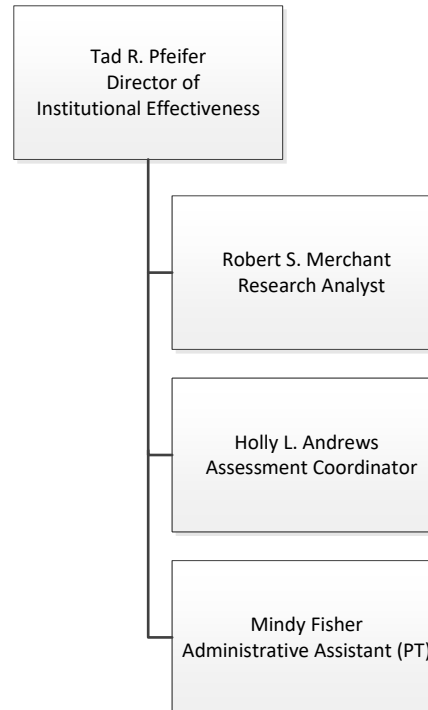 Tad R. Pfeifer
Director of
Institutional Effectiveness
Robert S. Merchant
Research Analyst
Holly L. Andrews
Assessment Coordinator
Mindy Fisher
Administrative Assistant (PT)